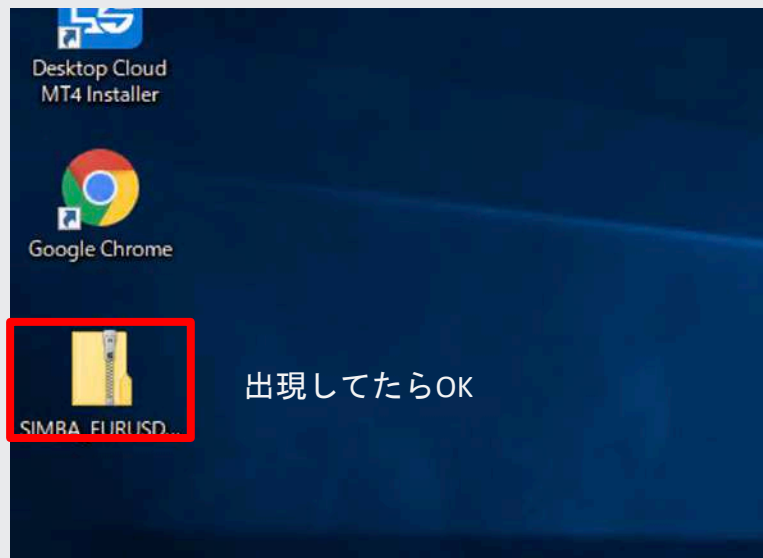 Desktop Cloud
MT4 Installer
Google Chrome
出現してたらOK
SIMBA_EURUSD...